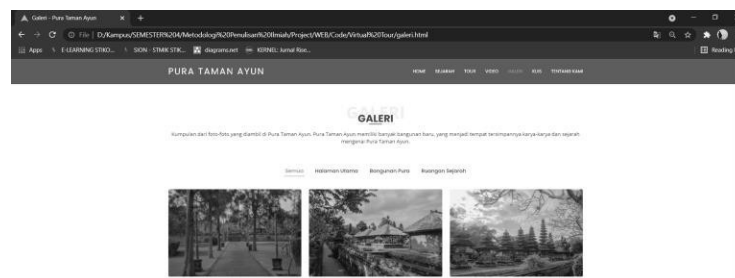 Galeri - Pura Taman Ayun
File | D:/Kampus/SEMESTER%204/Metodologi%20Penulisan%20Ilmiah/Project/WEB/Code/Virtual%20Tour/galeri.html
Apps E-LEARNING STIKO... SION - STMIK STIK... diagrams.net KERNEL: Jurnal Rise... Reading
PURA TAMAN AYUN HOME SEJARAH TOUR VIDEO GALERI KUIS TENTANG KAMI
GALERI
GALERI
Kumpulan dari foto-foto yang diambil di Pura Taman Ayun. Pura Taman Ayun memiliki banyak bangunan baru, yang menjadi tempat tersimpannya karya-karya dan sejarah
mengenai Pura Taman Ayun.
Semua Halaman Utama Bangunan Pura Ruangan Sejarah